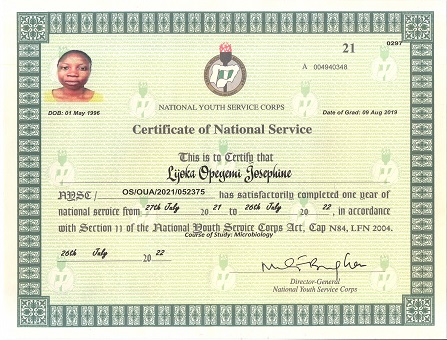 21
0297
A 004940348
NATIONAL YOUTH SERVICE CORPS
DOB: 01 May 1996
Date of Grad: 09 Aug 2019
Certificate of National Service
This is to Certify that
Lijoka Opeyemi Josephine
NYSC/ OS/OUA/2021/052375 has satisfactorily completed one year of
national service from 27th July 20 21 to 26th July 20 22, in accordance
with Section 11 of the National Youth Service Corps Act, Cap N84, LFN 2004.
Course of Study: Microbiology
26th July 20 22
Director-General
National Youth Service Corps